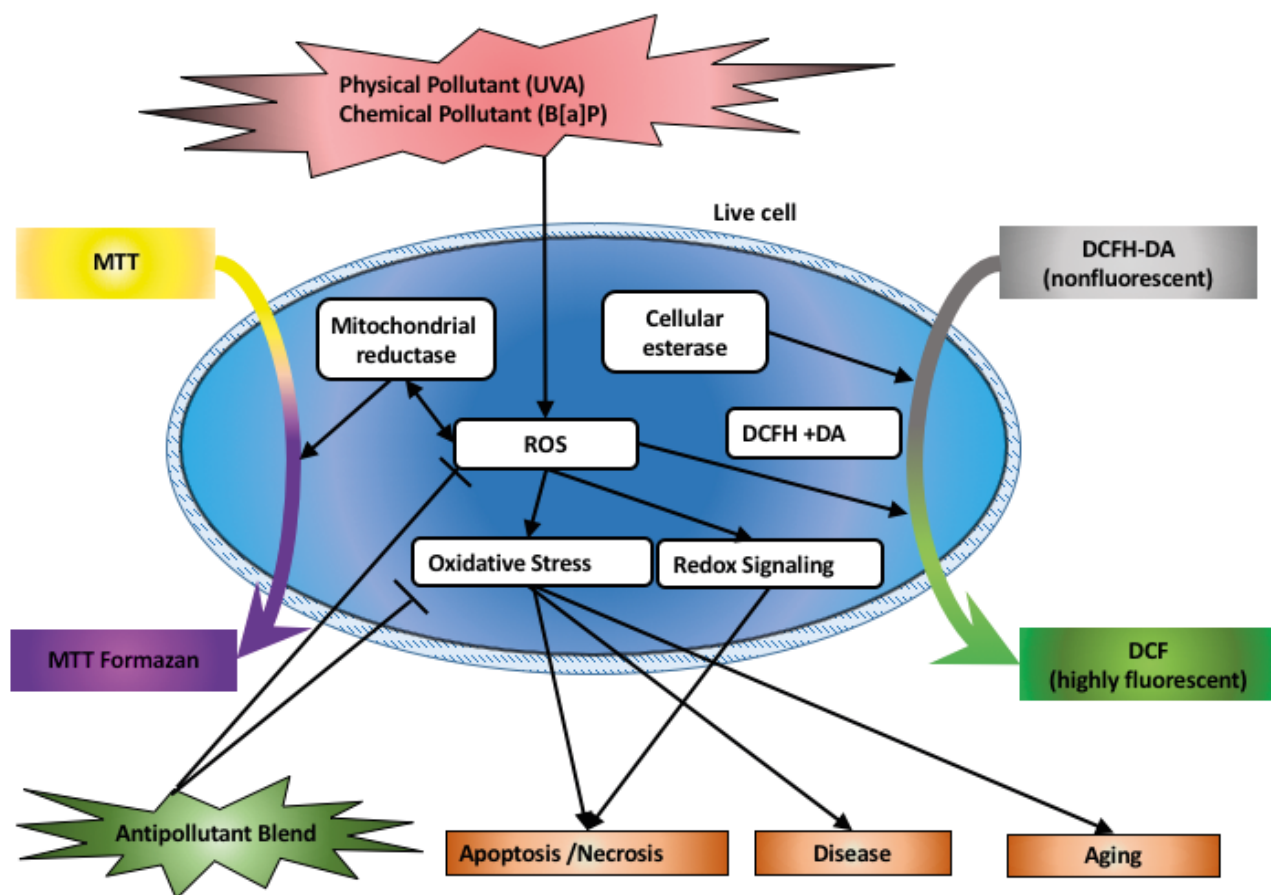 Physical Pollutant (UVA)
Chemical Pollutant (B[a]P)
Live cell
MTT
DCFH-DA
(nonfluorescent)
Mitochondrial
reductase
Cellular
esterase
ROS
DCFH +DA
Oxidative Stress
Redox Signaling
MTT Formazan
DCF
(highly fluorescent)
Antipollutant Blend
Apoptosis /Necrosis
Disease
Aging